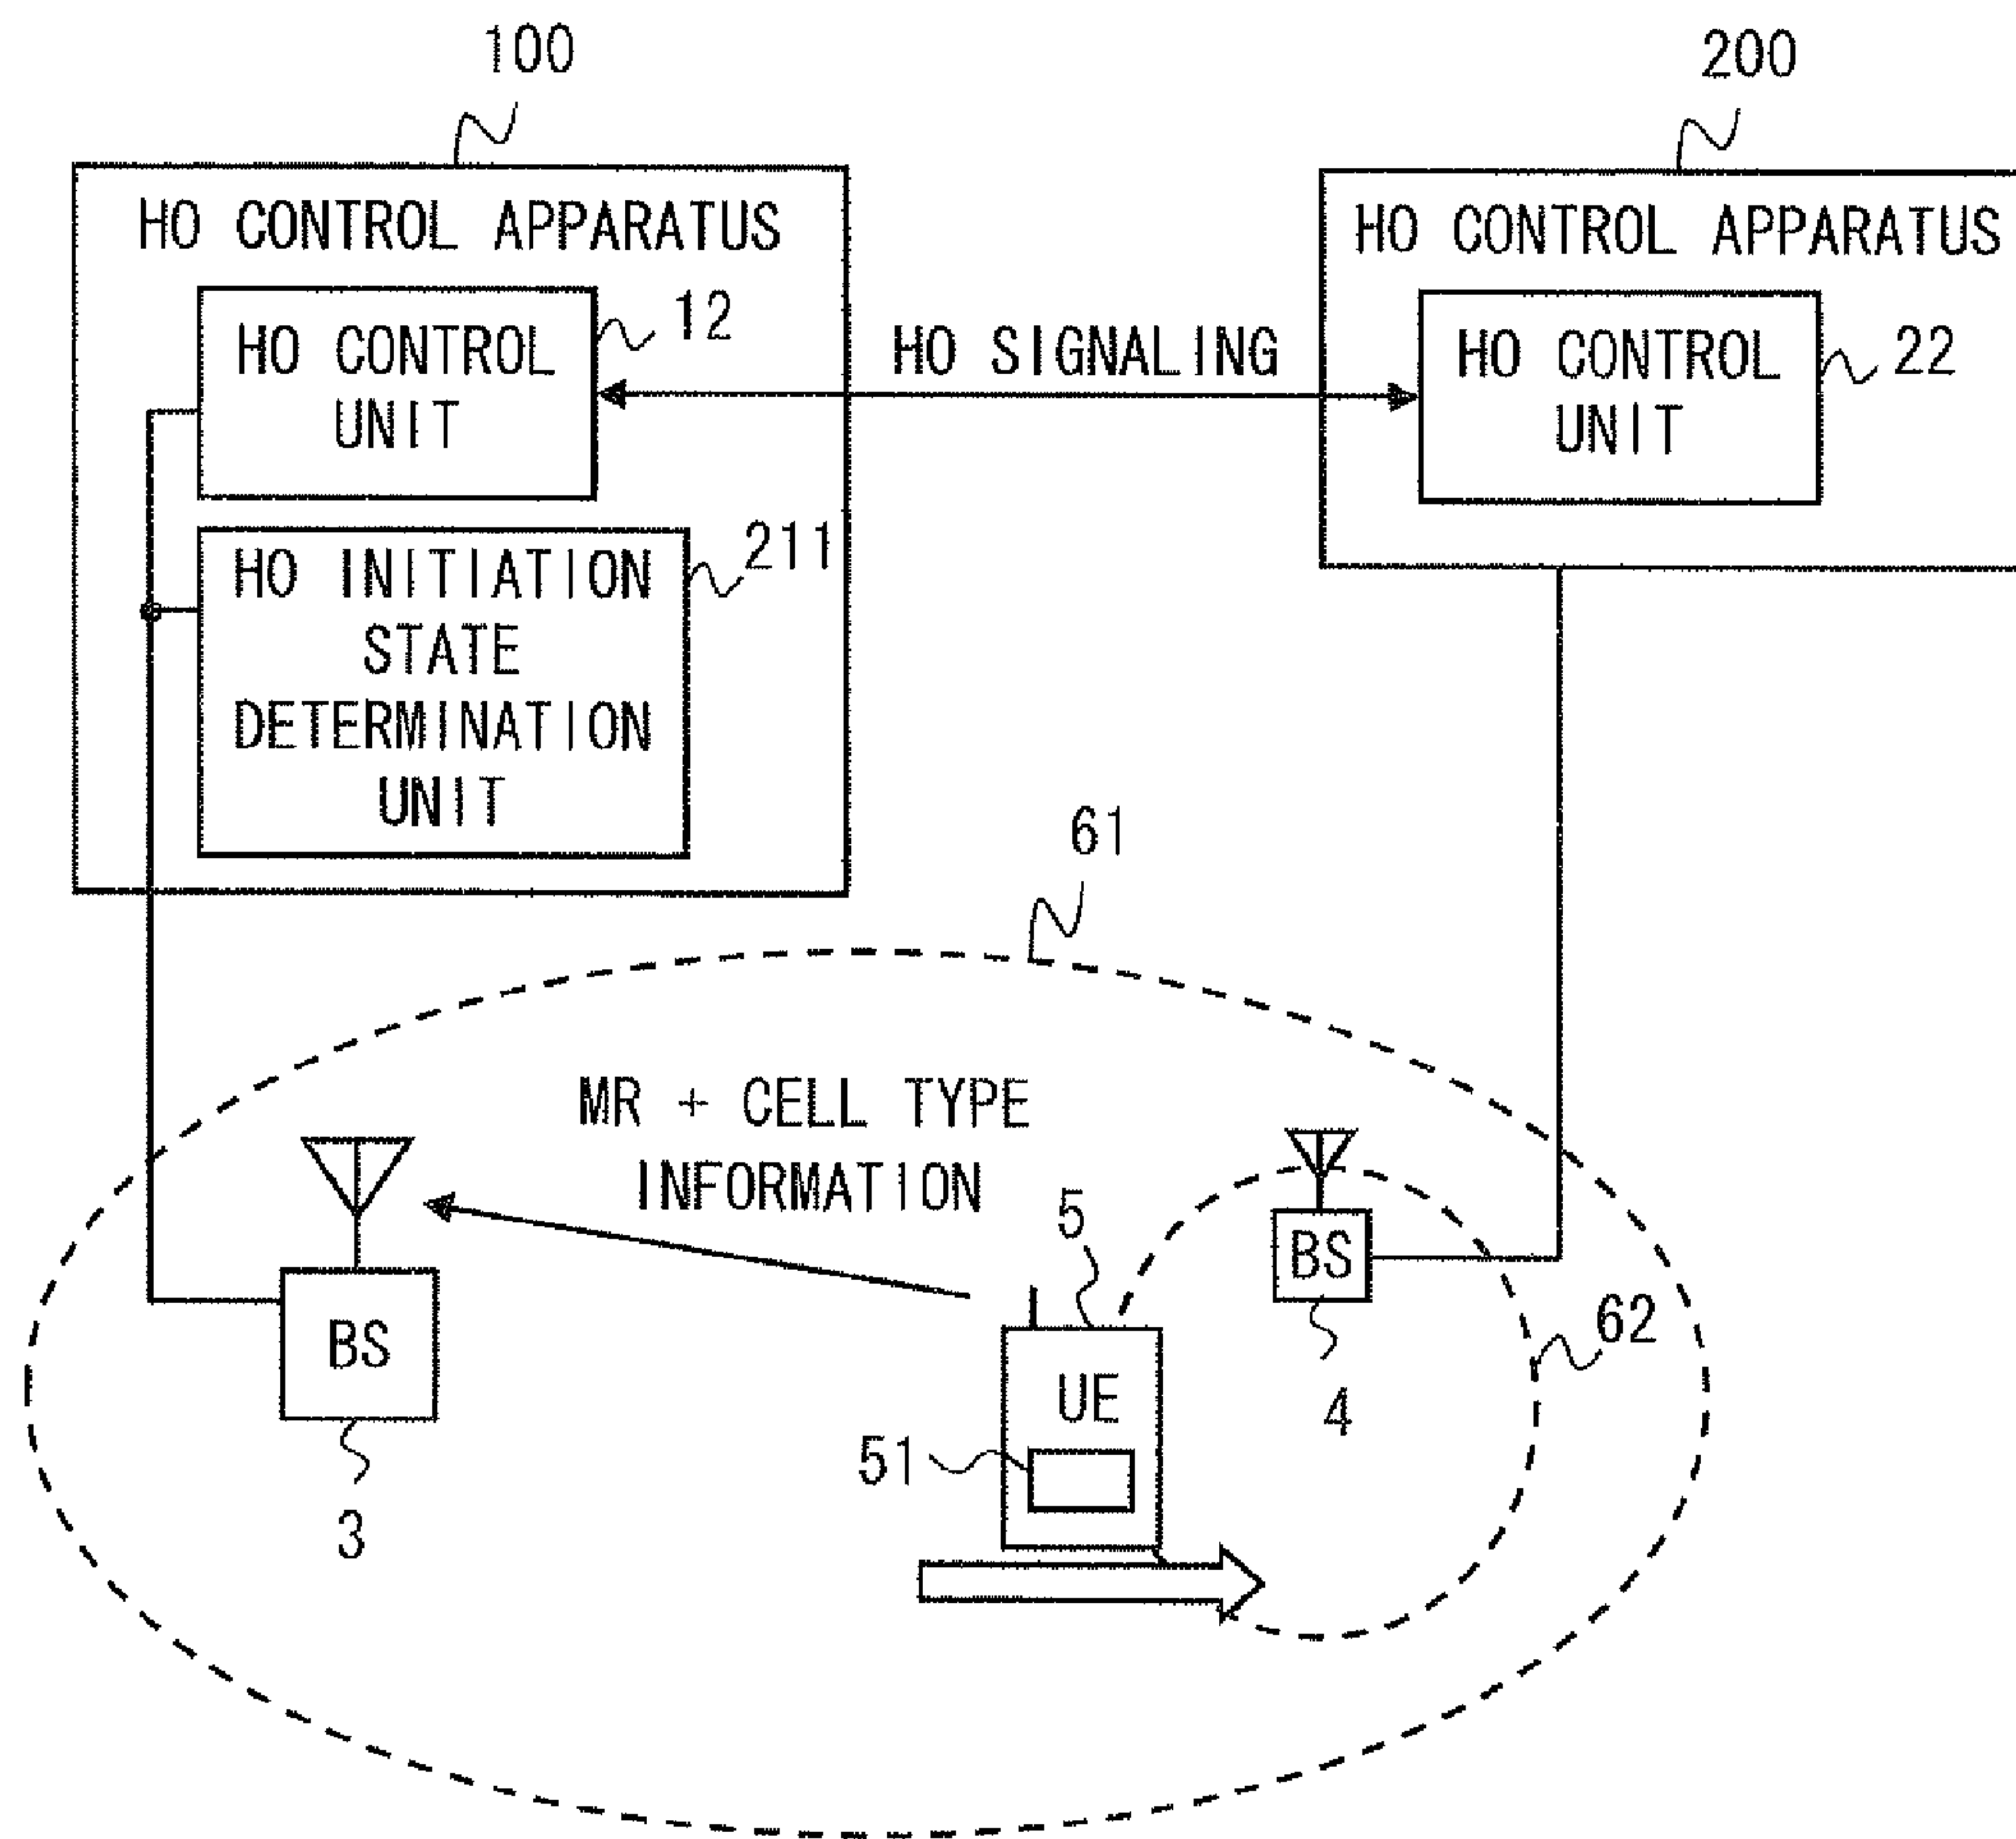 100
200
HO CONTROL APPARATUS
HO CONTROL APPARATUS
HO CONTROL
UNIT
12
HO SIGNALING
HO CONTROL
UNIT
22
HO INITIATION
STATE
DETERMINATION
UNIT
211
61
MR + CELL TYPE
INFORMATION
5
BS
BS
62
UE
4
51
3